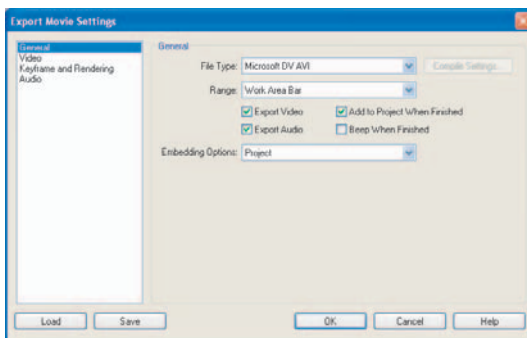 Export Movie Settings
General
Video
Keyframe and Rendering
Audio
General
File Type: Microsoft DV AVI Compile Settings...
Range: Work Area Bar
Export Video Add to Project When Finished
Export Audio Beep When Finished
Embedding Options: Project
Load Save OK Cancel Help